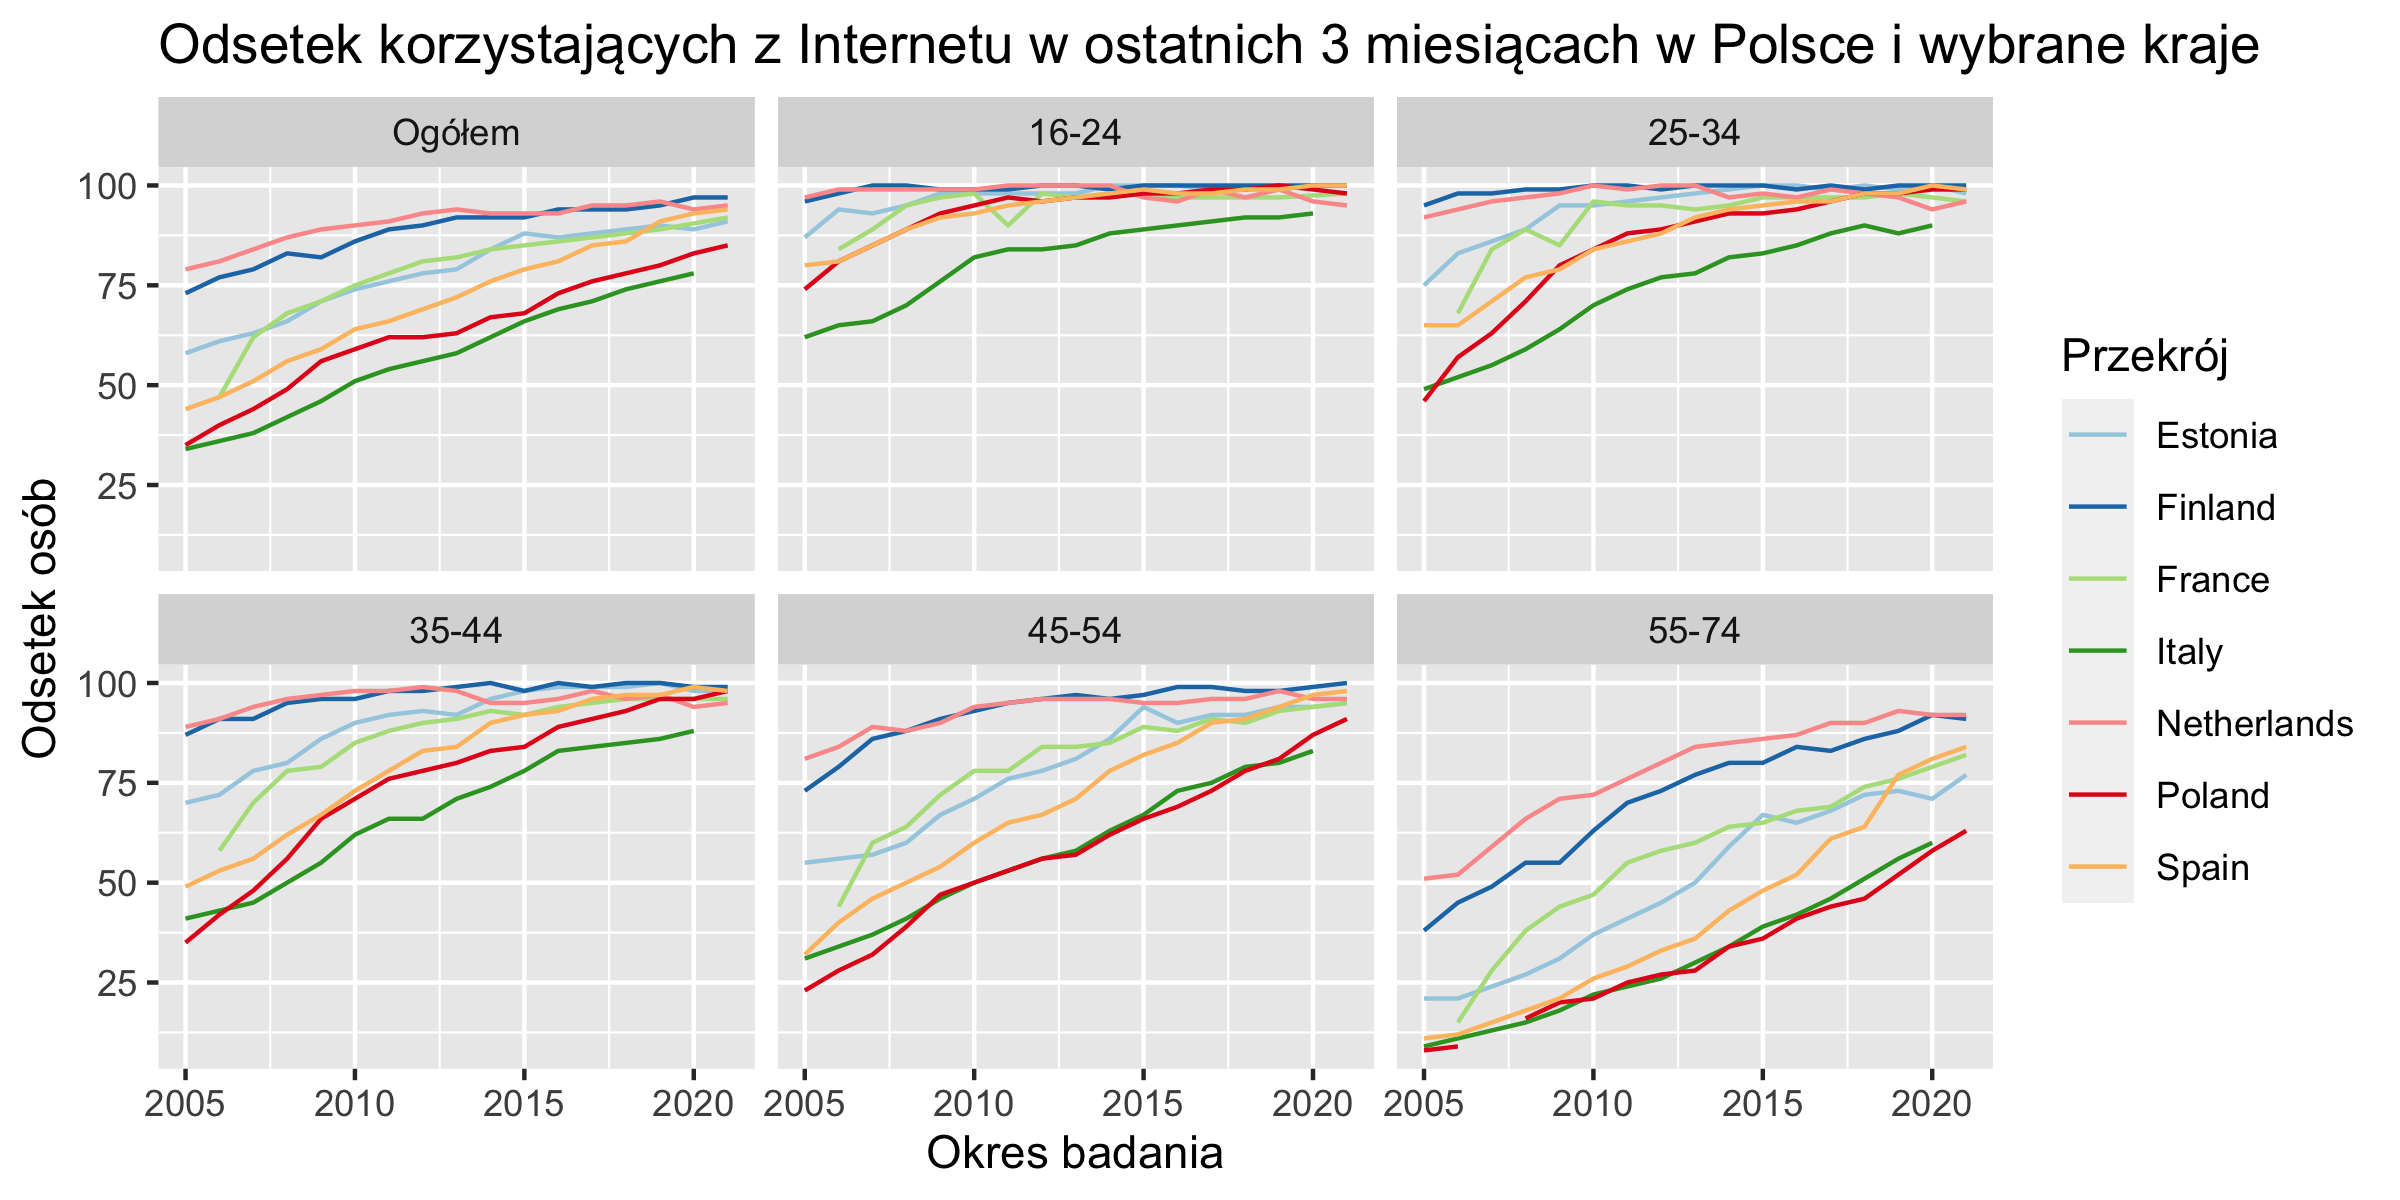 Odsetek korzystających z Internetu w ostatnich 3 miesiącach w Polsce i wybrane kraje
Ogółem
16-24
25-34
100
75
50
25
35-44
45-54
55-74
100
75
50
25
2005 2010 2015 2020
2005 2010 2015 2020
2005 2010 2015 2020
Okres badania
Odsetek osób
Przekrój
Estonia
Finland
France
Italy
Netherlands
Poland
Spain